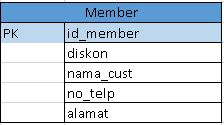 Member
PK id_member
diskon
nama_cust
no_telp
alamat